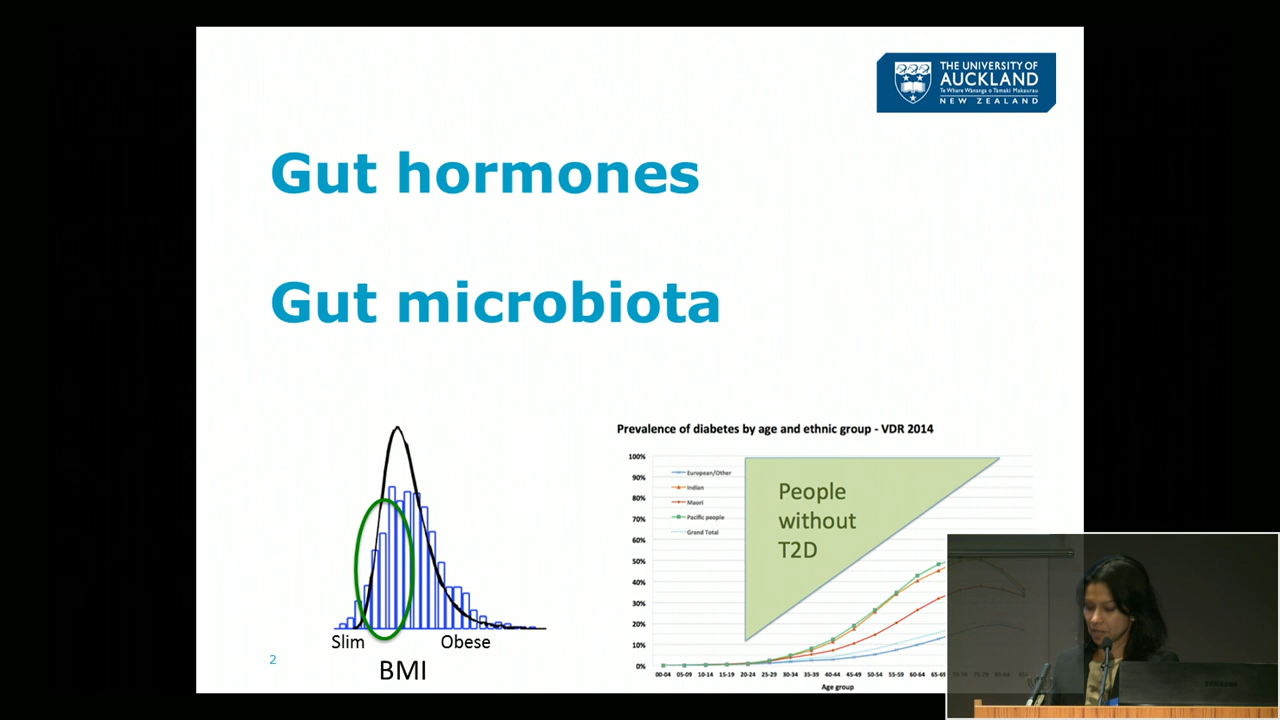 THE UNIVERSITY OF
AUCKLAND
Te Whare Wānanga o Tāmaki Makaurau
NEW ZEALAND
Gut hormones
Gut microbiota
Slim
Obese
BMI
2
Prevalence of diabetes by age and ethnic group - VDR 2014
100%
90%
80%
70%
60%
50%
40%
30%
20%
10%
0%
European/Other
Indian
Maori
Pacific people
Grand Total
People
without
T2D
00-04 05-09 10-16 15-19 20-24 25-29 30-34 35-39 40-44 45-49 50-54 55-59 60-64 65-69
Age group
SAMSUNG